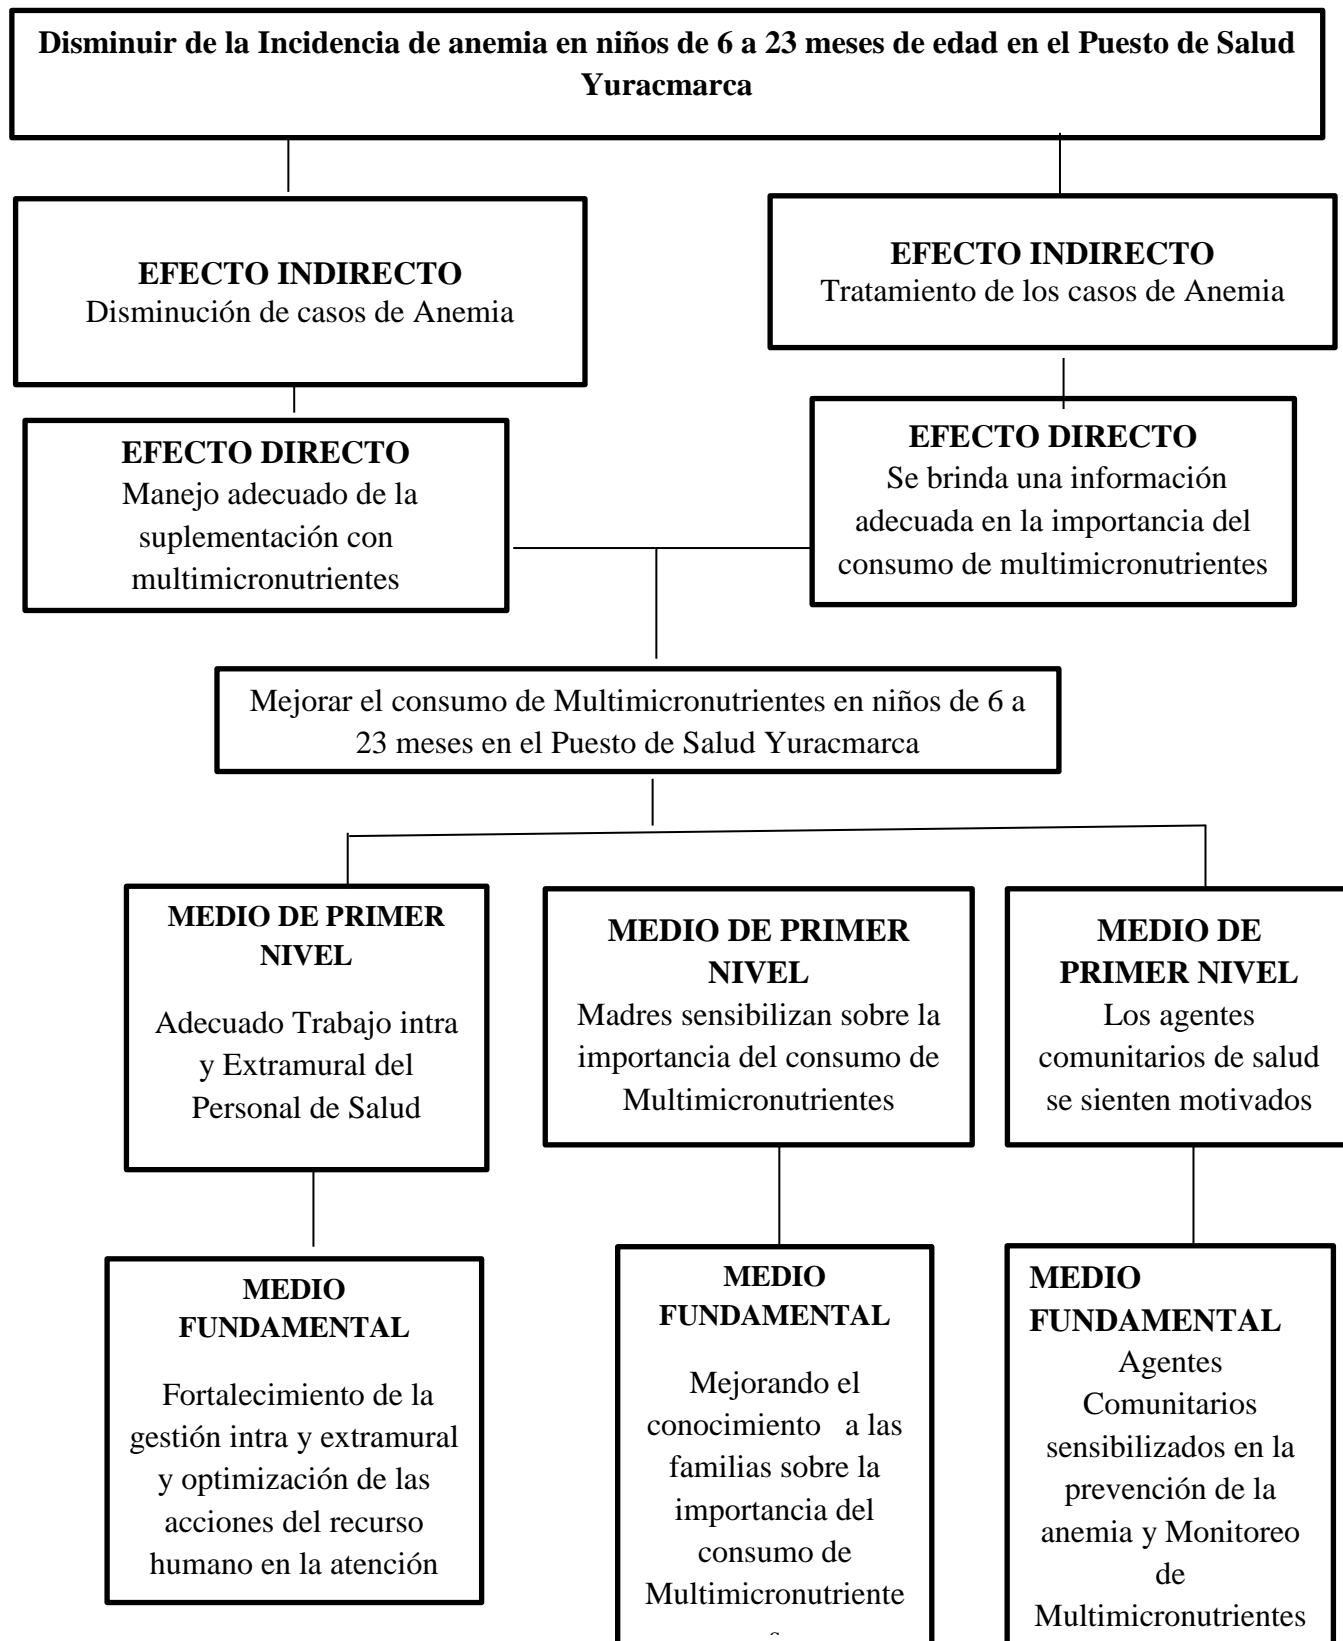 Disminuir de la Incidencia de anemia en niños de 6 a 23 meses de edad en el Puesto de Salud
Yuracmarca
EFECTO INDIRECTO
Disminución de casos de Anemia
EFECTO INDIRECTO
Tratamiento de los casos de Anemia
EFECTO DIRECTO
Manejo adecuado de la
suplementación con
multimicronutrientes
EFECTO DIRECTO
Se brinda una información
adecuada en la importancia del
consumo de multimicronutrientes
Mejorar el consumo de Multimicronutrientes en niños de 6 a
23 meses en el Puesto de Salud Yuracmarca
MEDIO DE PRIMER
NIVEL
Adecuado Trabajo intra
y Extramural del
Personal de Salud
MEDIO DE PRIMER
NIVEL
Madres sensibilizan sobre la
importancia del consumo de
Multimicronutrientes
MEDIO DE
PRIMER NIVEL
Los agentes
comunitarios de salud
se sienten motivados
MEDIO
FUNDAMENTAL
Fortalecimiento de la
gestión intra y extramural
y optimización de las
acciones del recurso
humano en la atención
MEDIO
FUNDAMENTAL
Mejorando el
conocimiento a las
familias sobre la
importancia del
consumo de
Multimicronutriente
s
MEDIO
FUNDAMENTAL
Agentes
Comunitarios
sensibilizados en la
prevención de la
anemia y Monitoreo
de
Multimicronutrientes